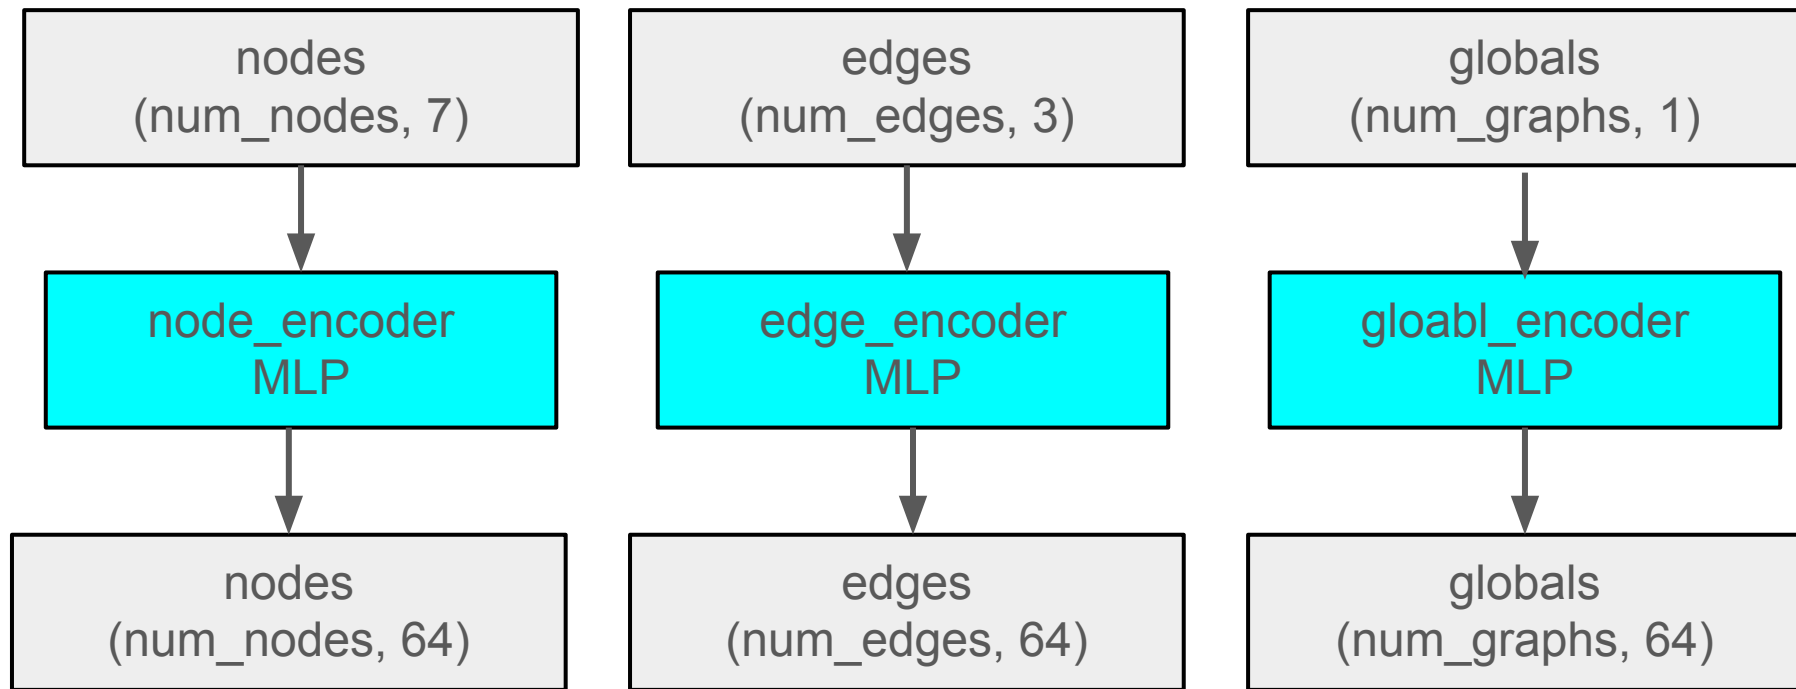 nodes
(num_nodes, 7)
edges
(num_edges, 3)
globals
(num_graphs, 1)
node_encoder
MLP
edge_encoder
MLP
gloabl_encoder
MLP
nodes
(num_nodes, 64)
edges
(num_edges, 64)
globals
(num_graphs, 64)